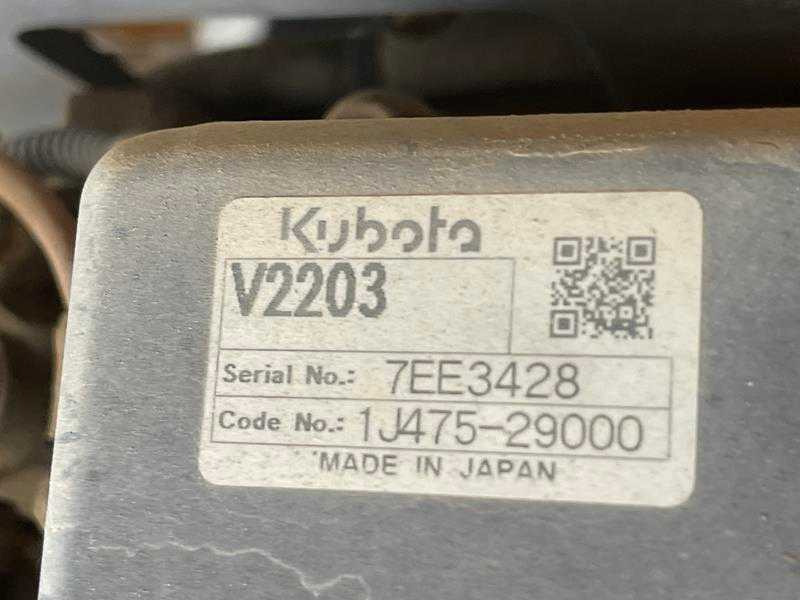 Kubota
V2203
Serial No.: 7EE3428
Code No.: 1J475-29000
MADE IN JAPAN